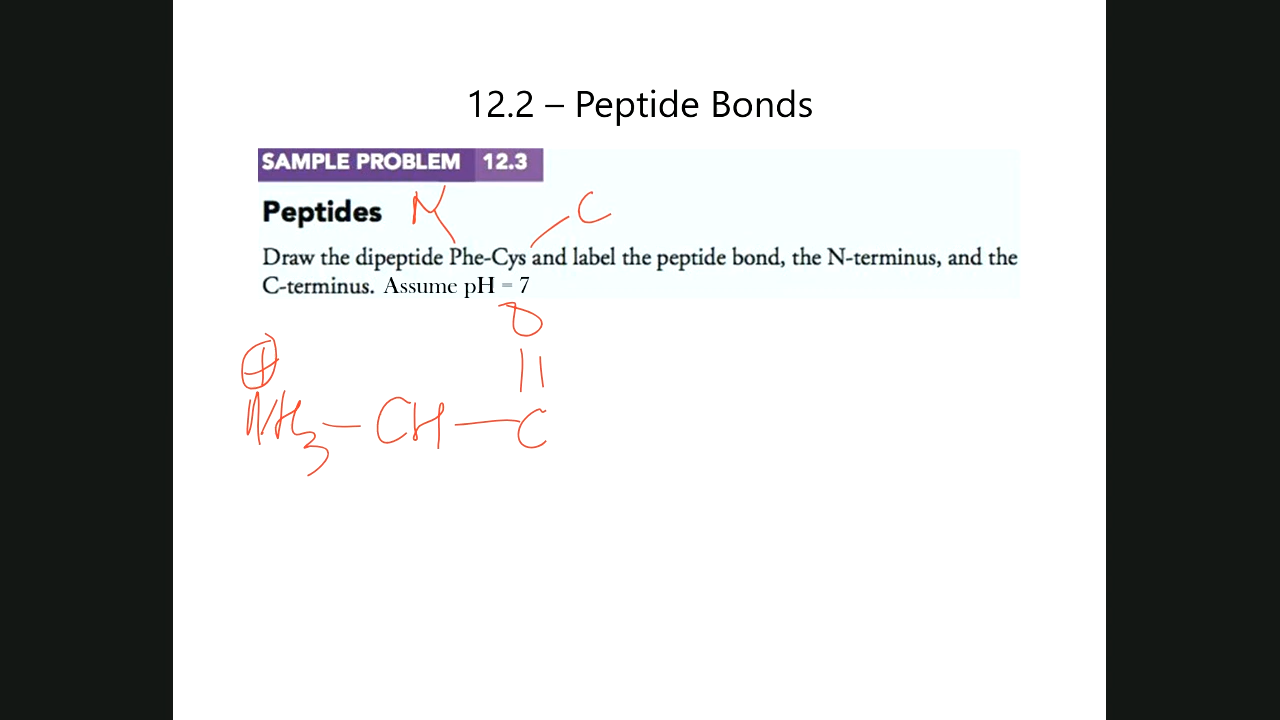 12.2 – Peptide Bonds
SAMPLE PROBLEM 12.3
Peptides
N
C
Draw the dipeptide Phe-Cys and label the peptide bond, the N-terminus, and the
C-terminus. Assume pH = 7
O
||
⊕
NH3 — CH — C